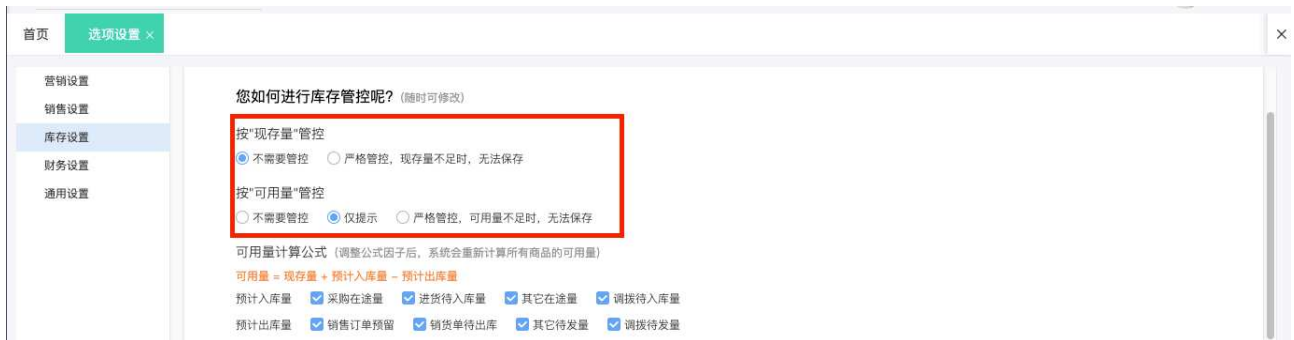 首页 选项设置 ×
营销设置
销售设置
库存设置
财务设置
通用设置
您如何进行库存管控呢? (随时可修改)
按"现存量"管控
不需要管控 严格管控，现存量不足时，无法保存
按"可用量"管控
不需要管控 仅提示 严格管控，可用量不足时，无法保存
可用量计算公式 (调整公式因子后，系统会重新计算所有商品的可用量)
可用量 = 现存量 + 预计入库量 - 预计出库量
预计入库量 采购在途量 进货待入库量 其它在途量 调拨待入库量
预计出库量 销售订单预留 销货单待出库 其它待发量 调拨待发量